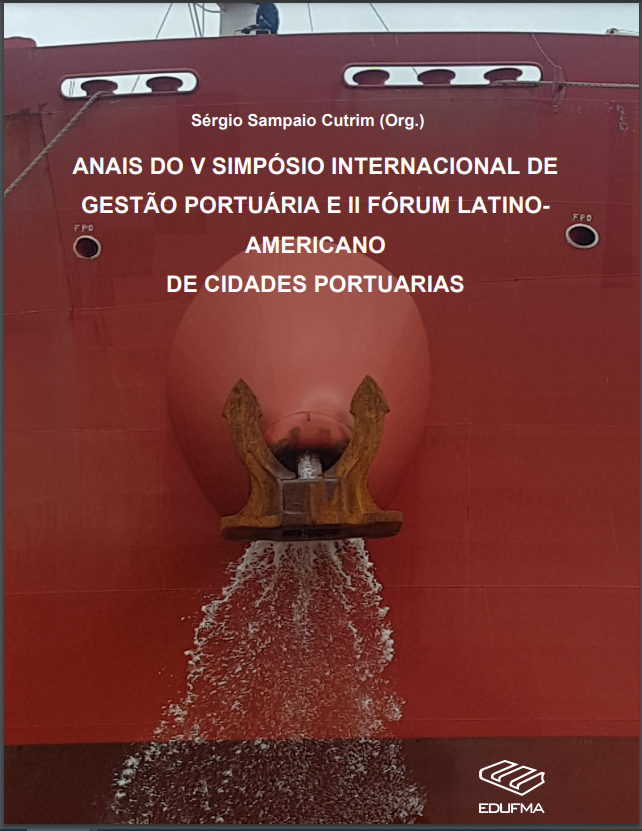 Sérgio Sampaio Cutrim (Org.)
ANAIS DO V SIMPÓSIO INTERNACIONAL DE
GESTÃO PORTUÁRIA E II FÓRUM LATINO-
AMERICANO
DE CIDADES PORTUARIAS
FPO
FPO
EDUFMA